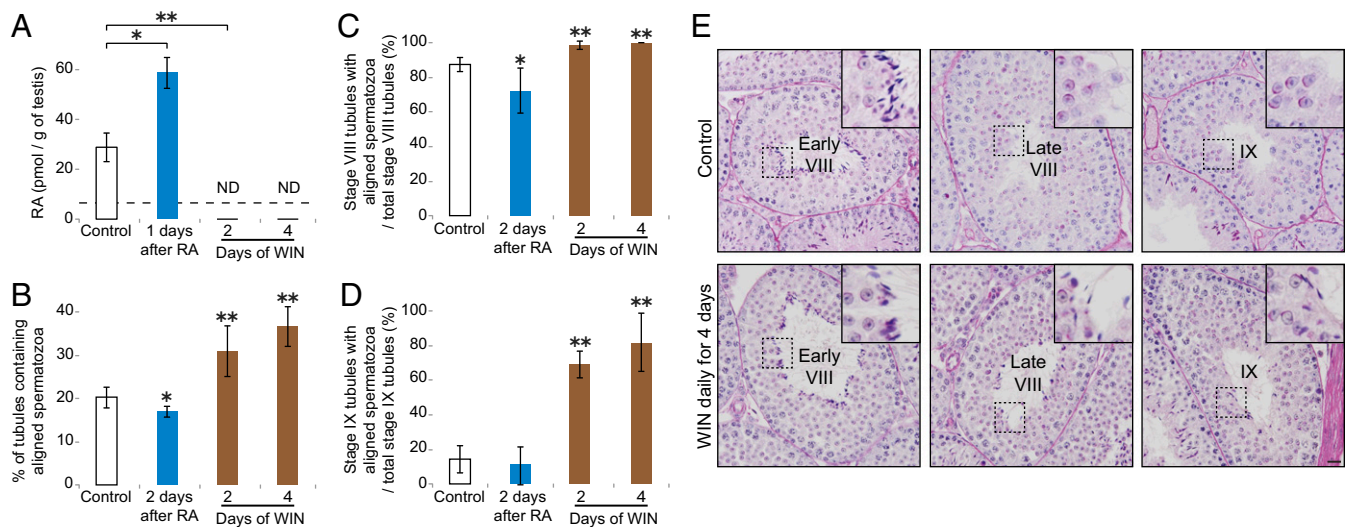 A
**
*
RA (pmol / g of testis)
60
40
20
0
ND
ND
Control
1 days after RA
2
4
Days of WIN
B
% of tubules containing
aligned spermatozoa
40
30
20
10
0
*
**
**
Control
2 days after RA
2
4
Days of WIN
C
Stage VIII tubules with
aligned spermatozoa
/ total stage VIII tubules (%)
100
80
60
40
20
0
*
**
**
Control
2 days after RA
2
4
Days of WIN
D
Stage IX tubules with
aligned spermatozoa
/ total stage IX tubules (%)
100
80
60
40
20
0
**
**
Control
2 days after RA
2
4
Days of WIN
E
Control
Early
VIII
Late
VIII
IX
WIN daily for 4 days
Early
VIII
Late
VIII
IX